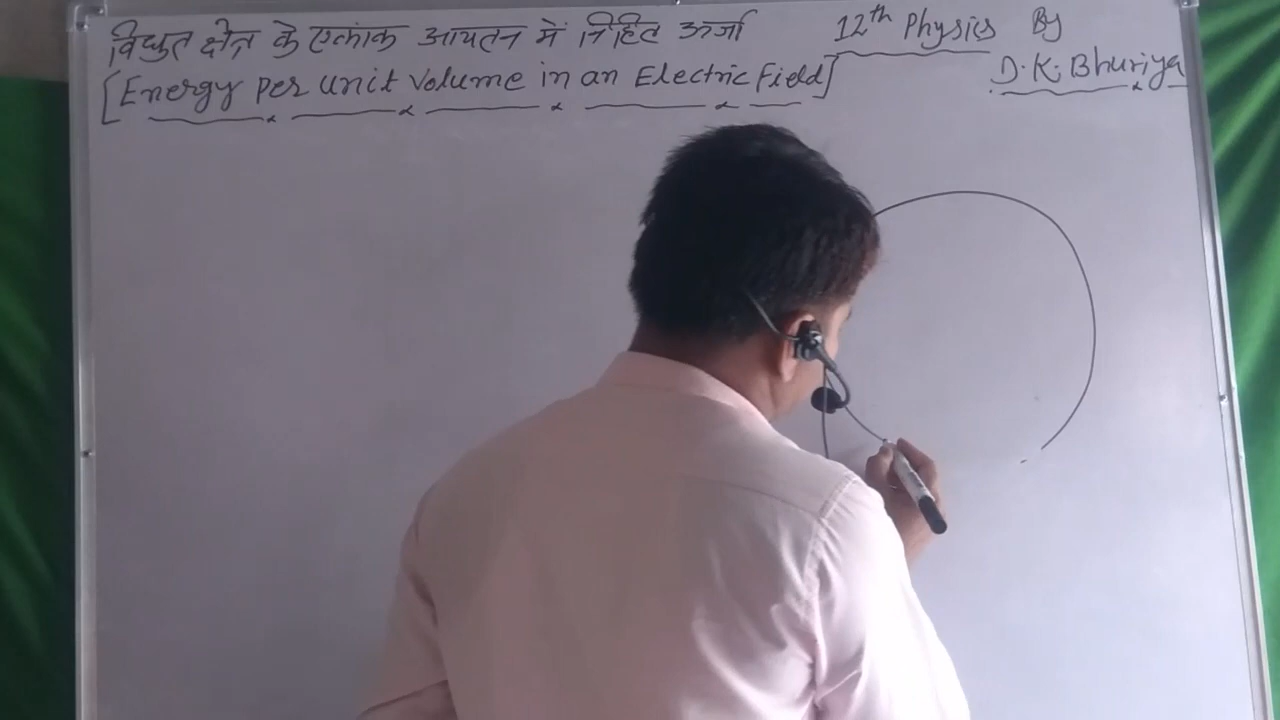 विद्युत क्षेत्र के एकांक आयतन में निहित ऊर्जा
[Energy per unit volume in an Electric Field]
12th Physics By
D.K. Bhuriya